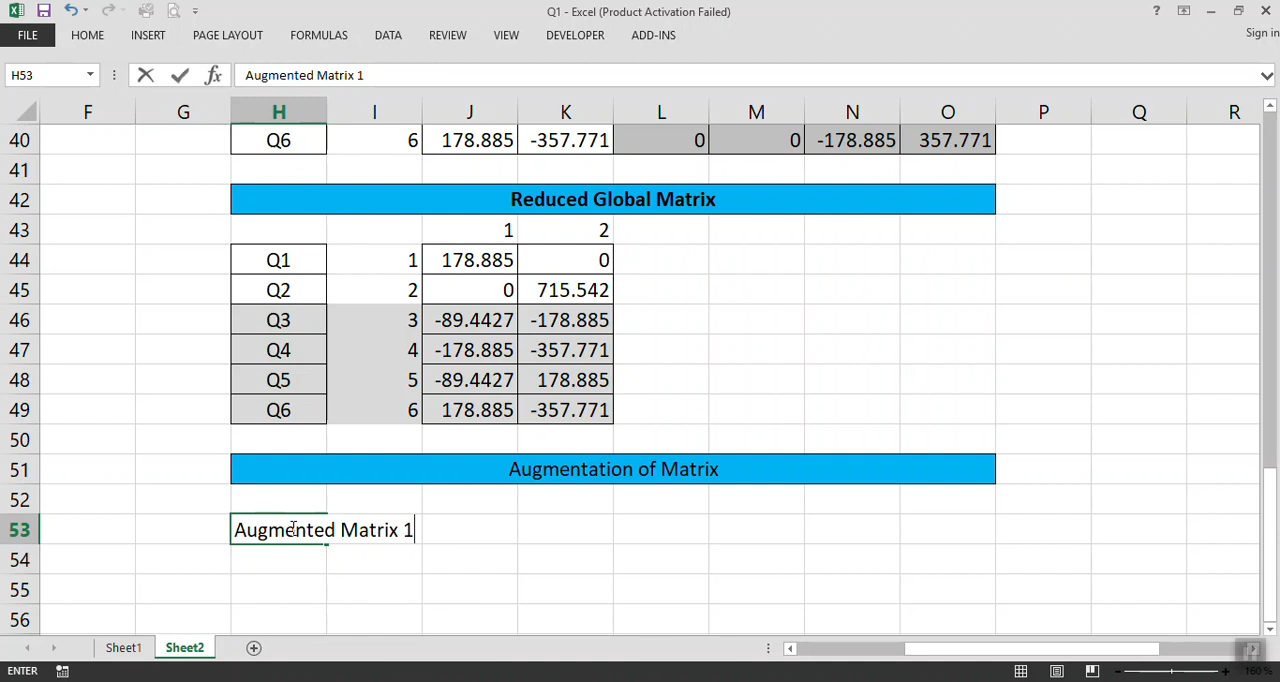 Q1 - Excel (Product Activation Failed)
?
FILE HOME INSERT PAGE LAYOUT FORMULAS DATA REVIEW VIEW DEVELOPER ADD-INS Sign in
H53 fx Augmented Matrix 1
F G H I J K L M N O P Q R
40 Q6 6 178.885 -357.771 0 0 -178.885 357.771
41
42 Reduced Global Matrix
43 1 2
44 Q1 1 178.885 0
45 Q2 2 0 715.542
46 Q3 3 -89.4427 -178.885
47 Q4 4 -178.885 -357.771
48 Q5 5 -89.4427 178.885
49 Q6 6 178.885 -357.771
50
51 Augmentation of Matrix
52
53 Augmented Matrix 1
54
55
56
Sheet1 Sheet2
ENTER 160%